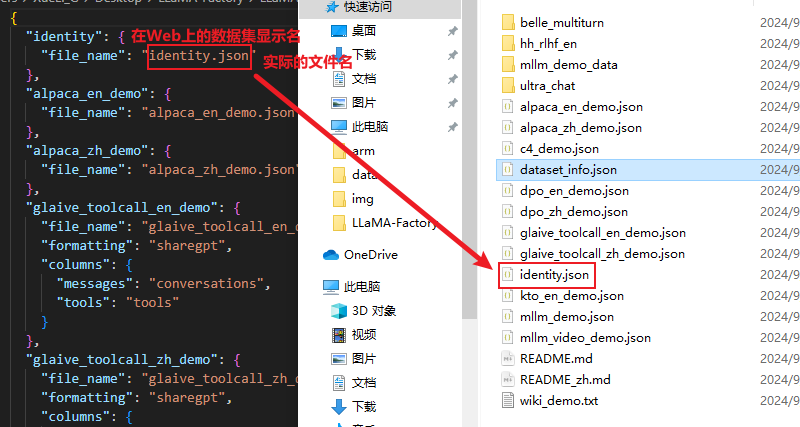 {
"identity": { 在Web上的数据集显示名
"file_name": "identity.json" 实际的文件名
},
"alpaca_en_demo": {
"file_name": "alpaca_en_demo.json"
},
"alpaca_zh_demo": {
"file_name": "alpaca_zh_demo.json"
},
"glaive_toolcall_en_demo": {
"file_name": "glaive_toolcall_en_d
"formatting": "sharegpt",
"columns": {
"messages": "conversations",
"tools": "tools"
}
},
"glaive_toolcall_zh_demo": {
"file_name": "glaive_toolcall_zh_d
"formatting": "sharegpt",
"columns": {
快速访问
桌面
下载
文档
图片
此电脑
arm
data
img
LLaMA-Factory
OneDrive
此电脑
3D 对象
视频
图片
文档
下载
belle_multiturn 2024/9
hh_rlhf_en 2024/9
mllm_demo_data 2024/9
ultra_chat 2024/9
alpaca_en_demo.json 2024/9
alpaca_zh_demo.json 2024/9
c4_demo.json 2024/9
dataset_info.json 2024/9
dpo_en_demo.json 2024/9
dpo_zh_demo.json 2024/9
glaive_toolcall_en_demo.json 2024/9
glaive_toolcall_zh_demo.json 2024/9
identity.json 2024/9
kto_en_demo.json 2024/9
mllm_demo.json 2024/9
mllm_video_demo.json 2024/9
README.md 2024/9
README_zh.md 2024/9
wiki_demo.txt 2024/9